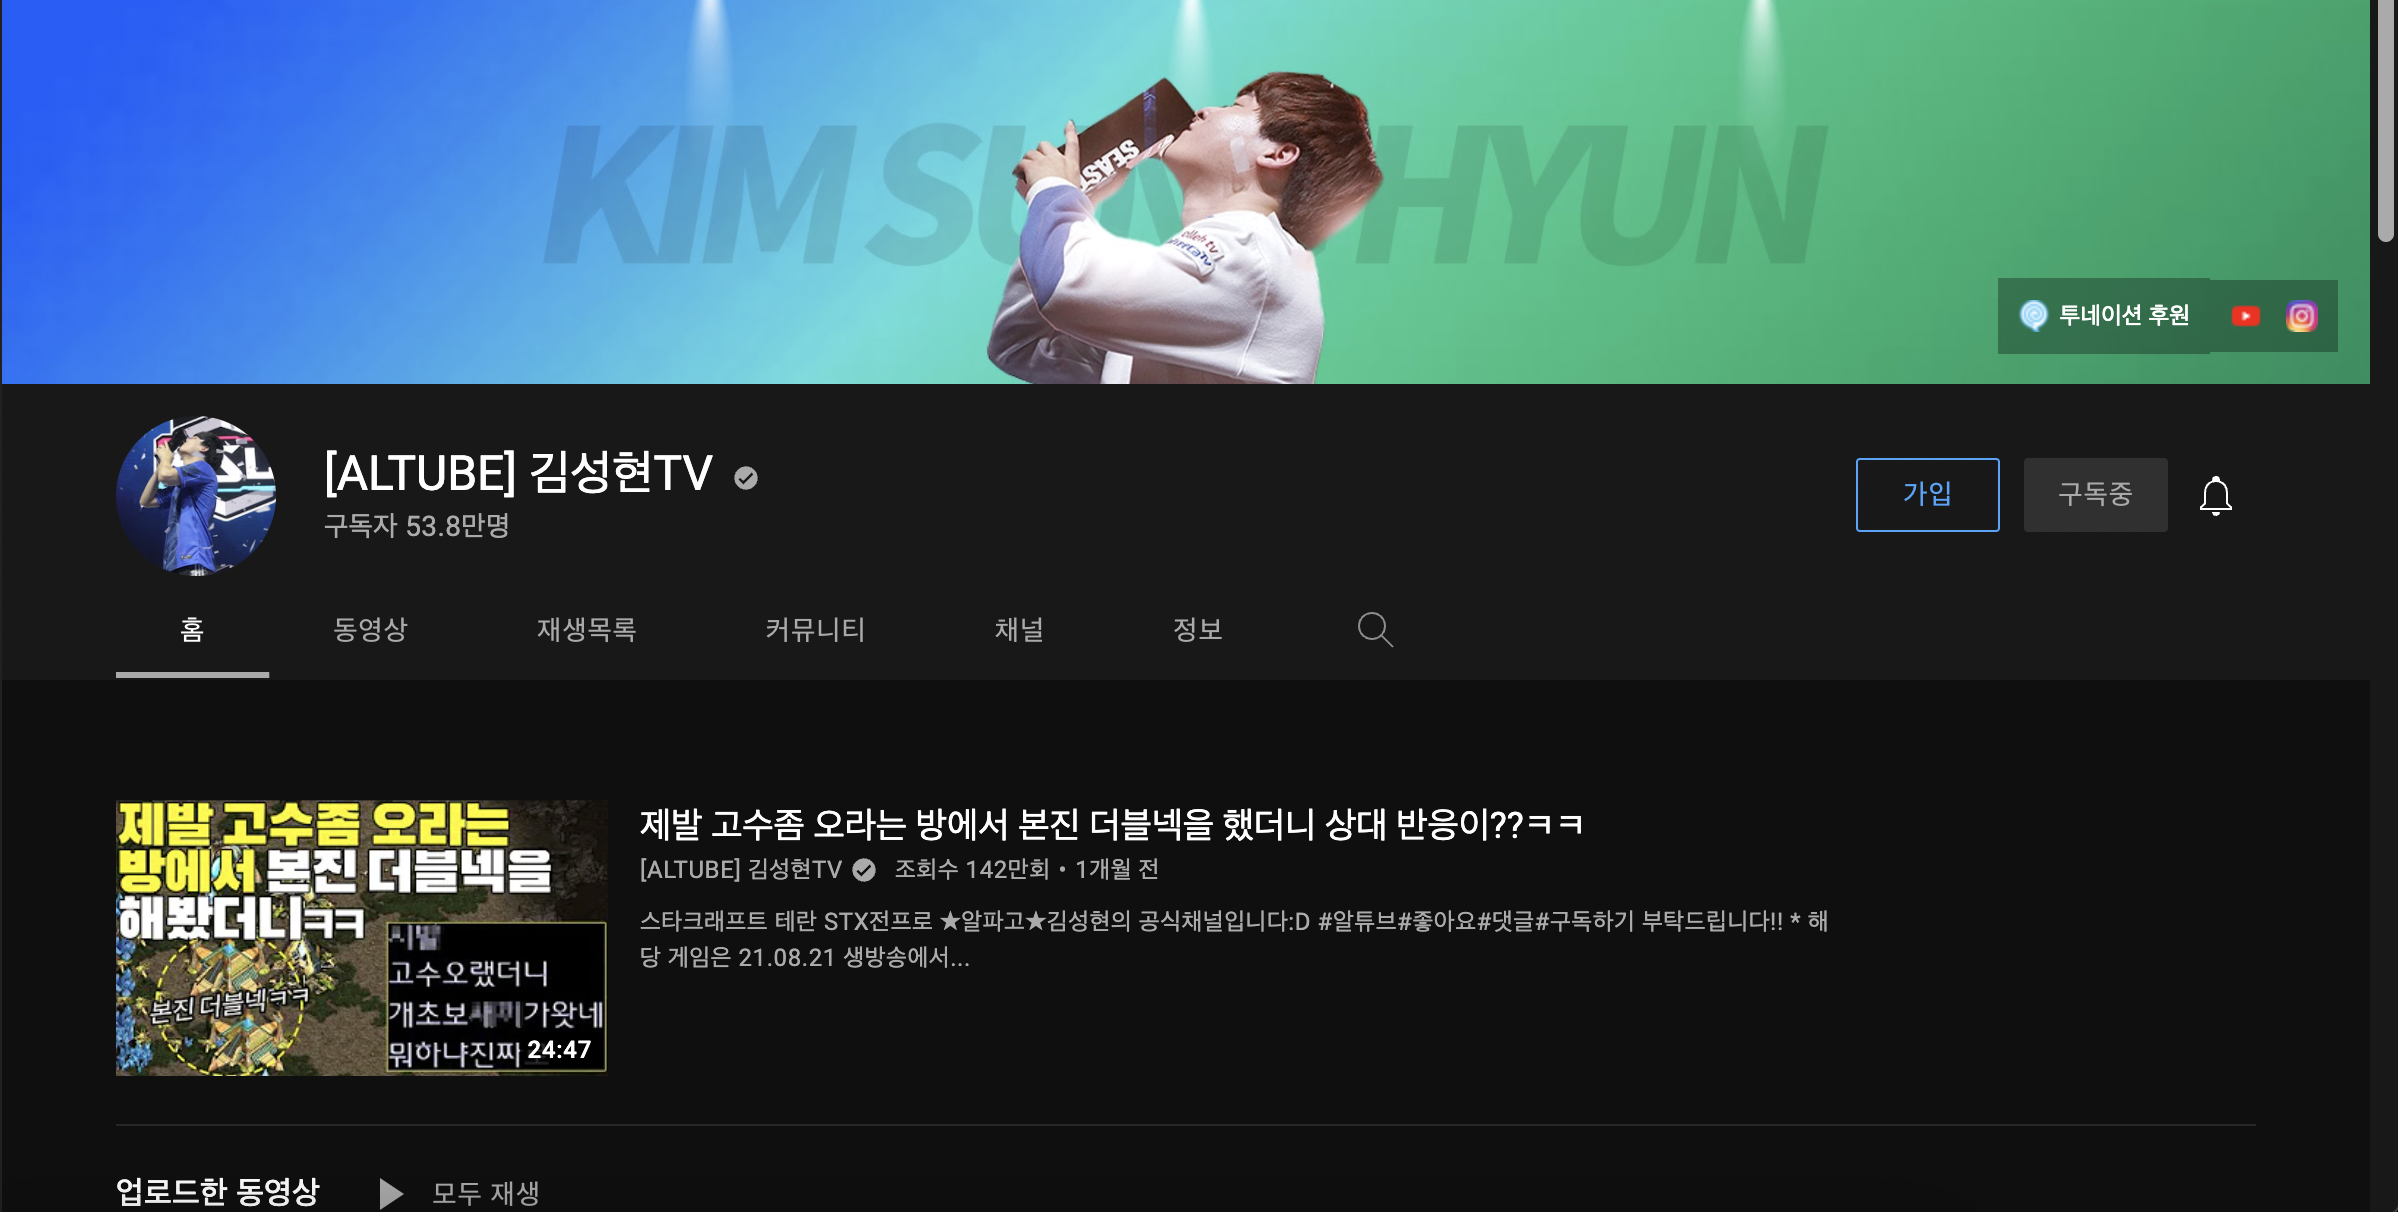 KIM SUN HYUN
SEAS
olleh tv
투네이션 후원
[ALTUBE] 김성현TV
구독자 53.8만명
가입
구독중
홈
동영상
재생목록
커뮤니티
채널
정보
제발 고수좀 오라는
방에서 본진 더블넥을
해봤더니ㅋㅋ
본진 더블넥ㅋㅋ
고수오랬더니
개초보 가왓네
뭐하냐진짜
24:47
제발 고수좀 오라는 방에서 본진 더블넥을 했더니 상대 반응이??ㅋㅋ
[ALTUBE] 김성현TV 조회수 142만회 • 1개월 전
스타크래프트 테란 STX전프로 ★알파고★김성현의 공식채널입니다:D #알튜브#좋아요#댓글#구독하기 부탁드립니다!! * 해
당 게임은 21.08.21 생방송에서...
업로드한 동영상
모두 재생